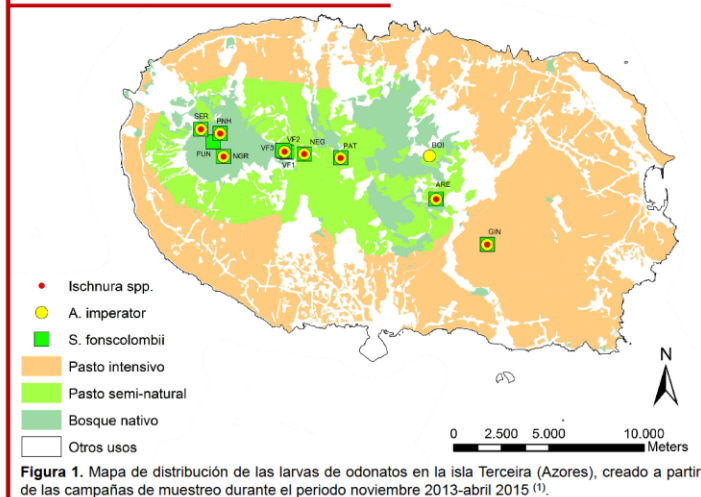 SER
PNH
FUN
NGR
VF3
VF2
VF1
NEG
PAT
BOI
ARE
GIN
Ischnura spp.
A. imperator
S. fonscolombii
Pasto intensivo
Pasto semi-natural
Bosque nativo
Otros usos
N
0 2.500 5.000 10.000
Meters
Figura 1. Mapa de distribución de las larvas de odonatos en la isla Terceira (Azores), creado a partir
de las campañas de muestreo durante el periodo noviembre 2013-abril 2015 (1).